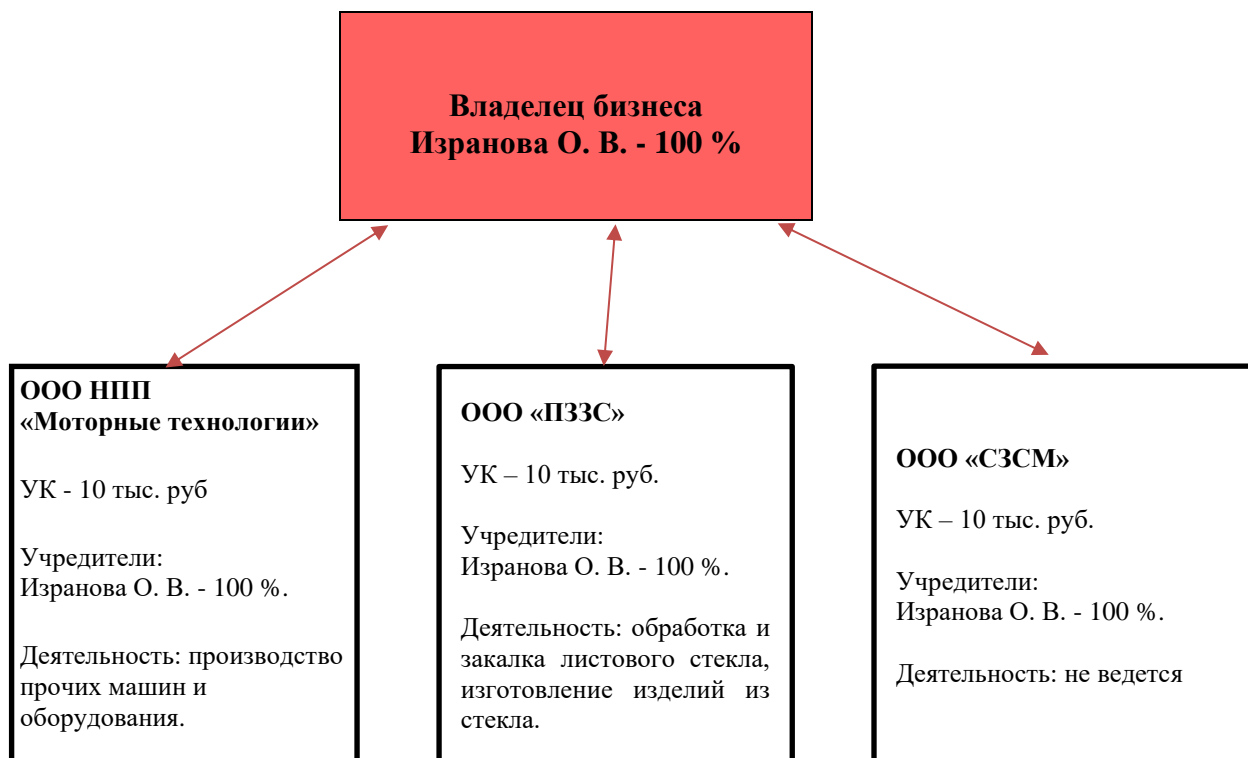 Владелец бизнеса
Изранова О. В. - 100 %
ООО НПП
«Моторные технологии»
УК - 10 тыс. руб
Учредители:
Изранова О. В. - 100 %.
Деятельность: производство
прочих машин и
оборудования.
ООО «ПЗЗС»
УК – 10 тыс. руб.
Учредители:
Изранова О. В. - 100 %.
Деятельность: обработка и
закалка листового стекла,
изготовление изделий из
стекла.
ООО «СЗСМ»
УК – 10 тыс. руб.
Учредители:
Изранова О. В. - 100 %.
Деятельность: не ведется